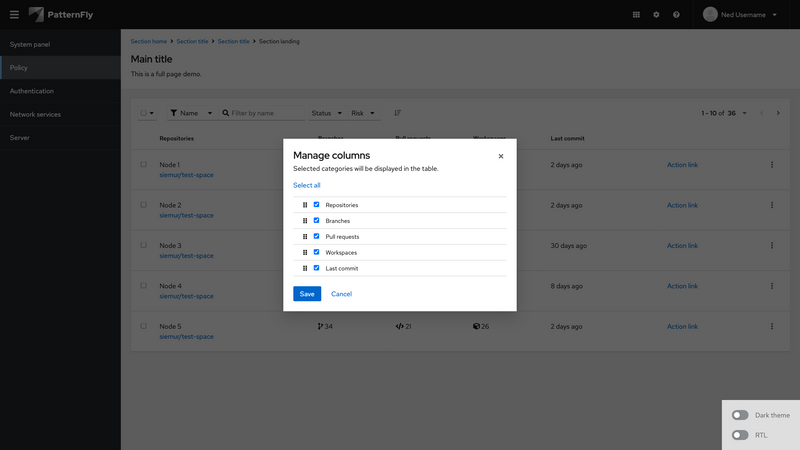 PatternFly
Ned Username
System panel
Policy
Authentication
Network services
Server
Section home
Section title
Section title
Section landing
Main title
This is a full page demo.
Name
Filter by name
Status
Risk
1 - 10 of 36
Repositories
Last commit
Node 1
siemur/test-space
2 days ago
Action link
Node 2
siemur/test-space
2 days ago
Action link
Node 3
siemur/test-space
30 days ago
Action link
Node 4
siemur/test-space
8 days ago
Action link
Node 5
siemur/test-space
34
21
26
2 days ago
Action link
Manage columns
Selected categories will be displayed in the table.
Select all
Repositories
Branches
Pull requests
Workspaces
Last commit
Save
Cancel
Dark theme
RTL